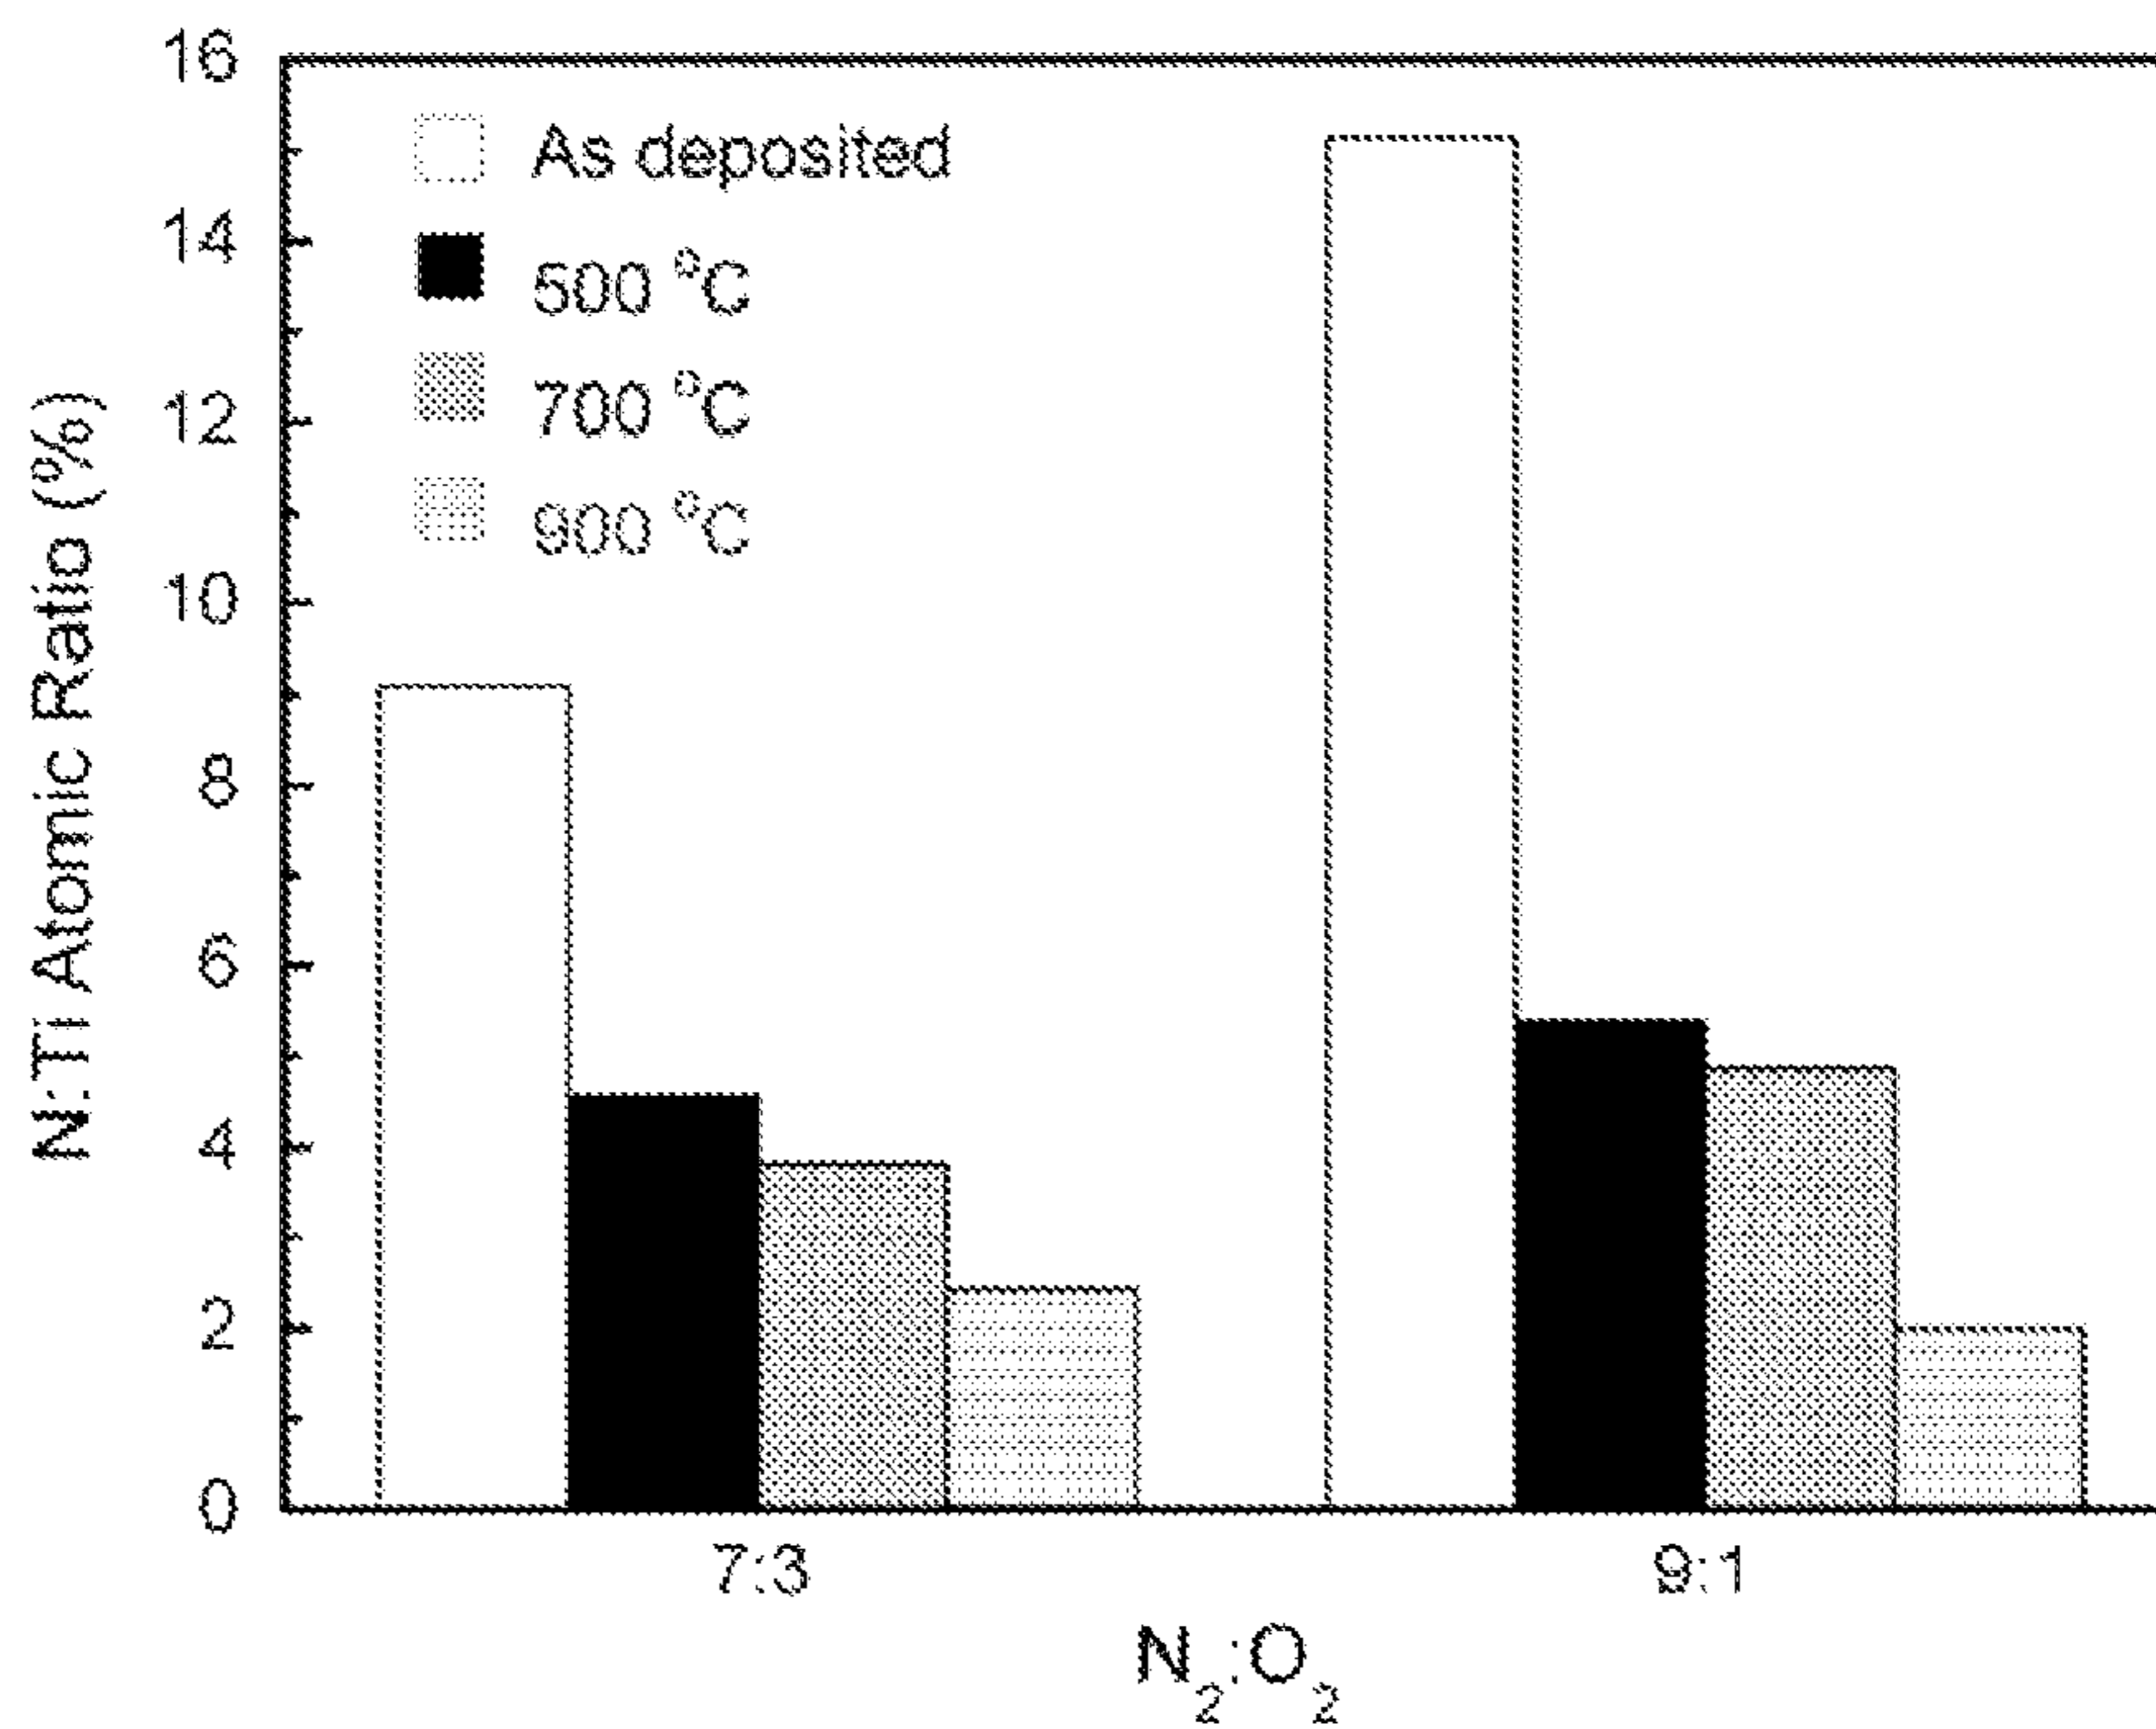 16
14
12
10
8
6
4
2
0
N:Ti Atomic Ratio (%)
As deposited
500 °C
700 °C
900 °C
7:3
9:1
N₂:O₂